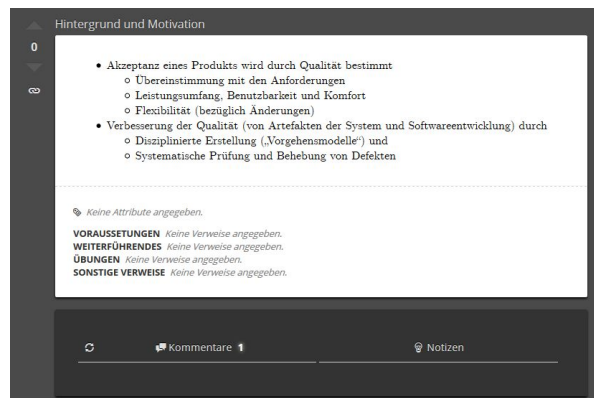 Hintergrund und Motivation
0
• Akzeptanz eines Produkts wird durch Qualität bestimmt
◦ Übereinstimmung mit den Anforderungen
◦ Leistungsumfang, Benutzbarkeit und Komfort
◦ Flexibilität (bezüglich Änderungen)
• Verbesserung der Qualität (von Artefakten der System und Softwareentwicklung) durch
◦ Disziplinierte Erstellung („Vorgehensmodelle“) und
◦ Systematische Prüfung und Behebung von Defekten
Keine Attribute angegeben.
VORAUSSETUNGEN Keine Verweise angegeben.
WEITERFÜHRENDES Keine Verweise angegeben.
ÜBUNGEN Keine Verweise angegeben.
SONSTIGE VERWEISE Keine Verweise angegeben.
Kommentare 1 Notizen